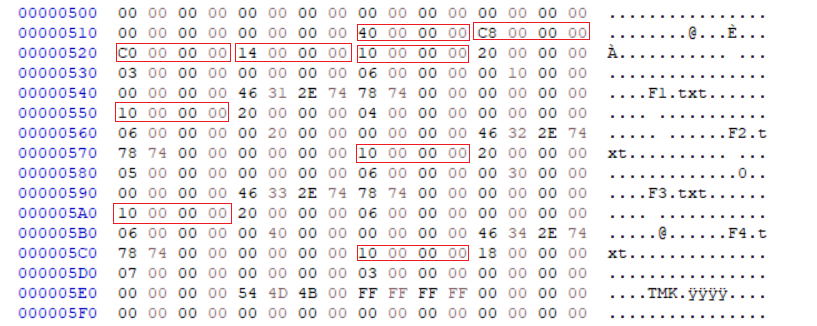 00000500 00 00 00 00 00 00 00 00 00 00 00 00 00 00 00 00 ................
00000510 00 00 00 00 00 00 00 00 40 00 00 00 C8 00 00 00 ........@...È...
00000520 C0 00 00 00 14 00 00 00 10 00 00 00 20 00 00 00 À........... ...
00000530 03 00 00 00 00 00 00 00 06 00 00 00 00 10 00 00 ................
00000540 00 00 00 00 46 31 2E 74 78 74 00 00 00 00 00 00 ....F1.txt......
00000550 10 00 00 00 20 00 00 00 04 00 00 00 00 00 00 00 .... ...........
00000560 06 00 00 00 00 20 00 00 00 00 00 00 46 32 2E 74 ..... ......F2.t
00000570 78 74 00 00 00 00 00 00 10 00 00 00 20 00 00 00 xt.......... ...
00000580 05 00 00 00 00 00 00 00 06 00 00 00 00 30 00 00 .............0..
00000590 00 00 00 00 46 33 2E 74 78 74 00 00 00 00 00 00 ....F3.txt......
000005A0 10 00 00 00 20 00 00 00 06 00 00 00 00 00 00 00 .... ...........
000005B0 06 00 00 00 00 40 00 00 00 00 00 00 46 34 2E 74 .....@......F4.t
000005C0 78 74 00 00 00 00 00 00 10 00 00 00 18 00 00 00 xt..............
000005D0 07 00 00 00 00 00 00 00 03 00 00 00 00 00 00 00 ................
000005E0 00 00 00 00 54 4D 4B 00 FF FF FF FF 00 00 00 00 ....TMK.ÿÿÿÿ....
000005F0 00 00 00 00 00 00 00 00 00 00 00 00 00 00 00 00 ................